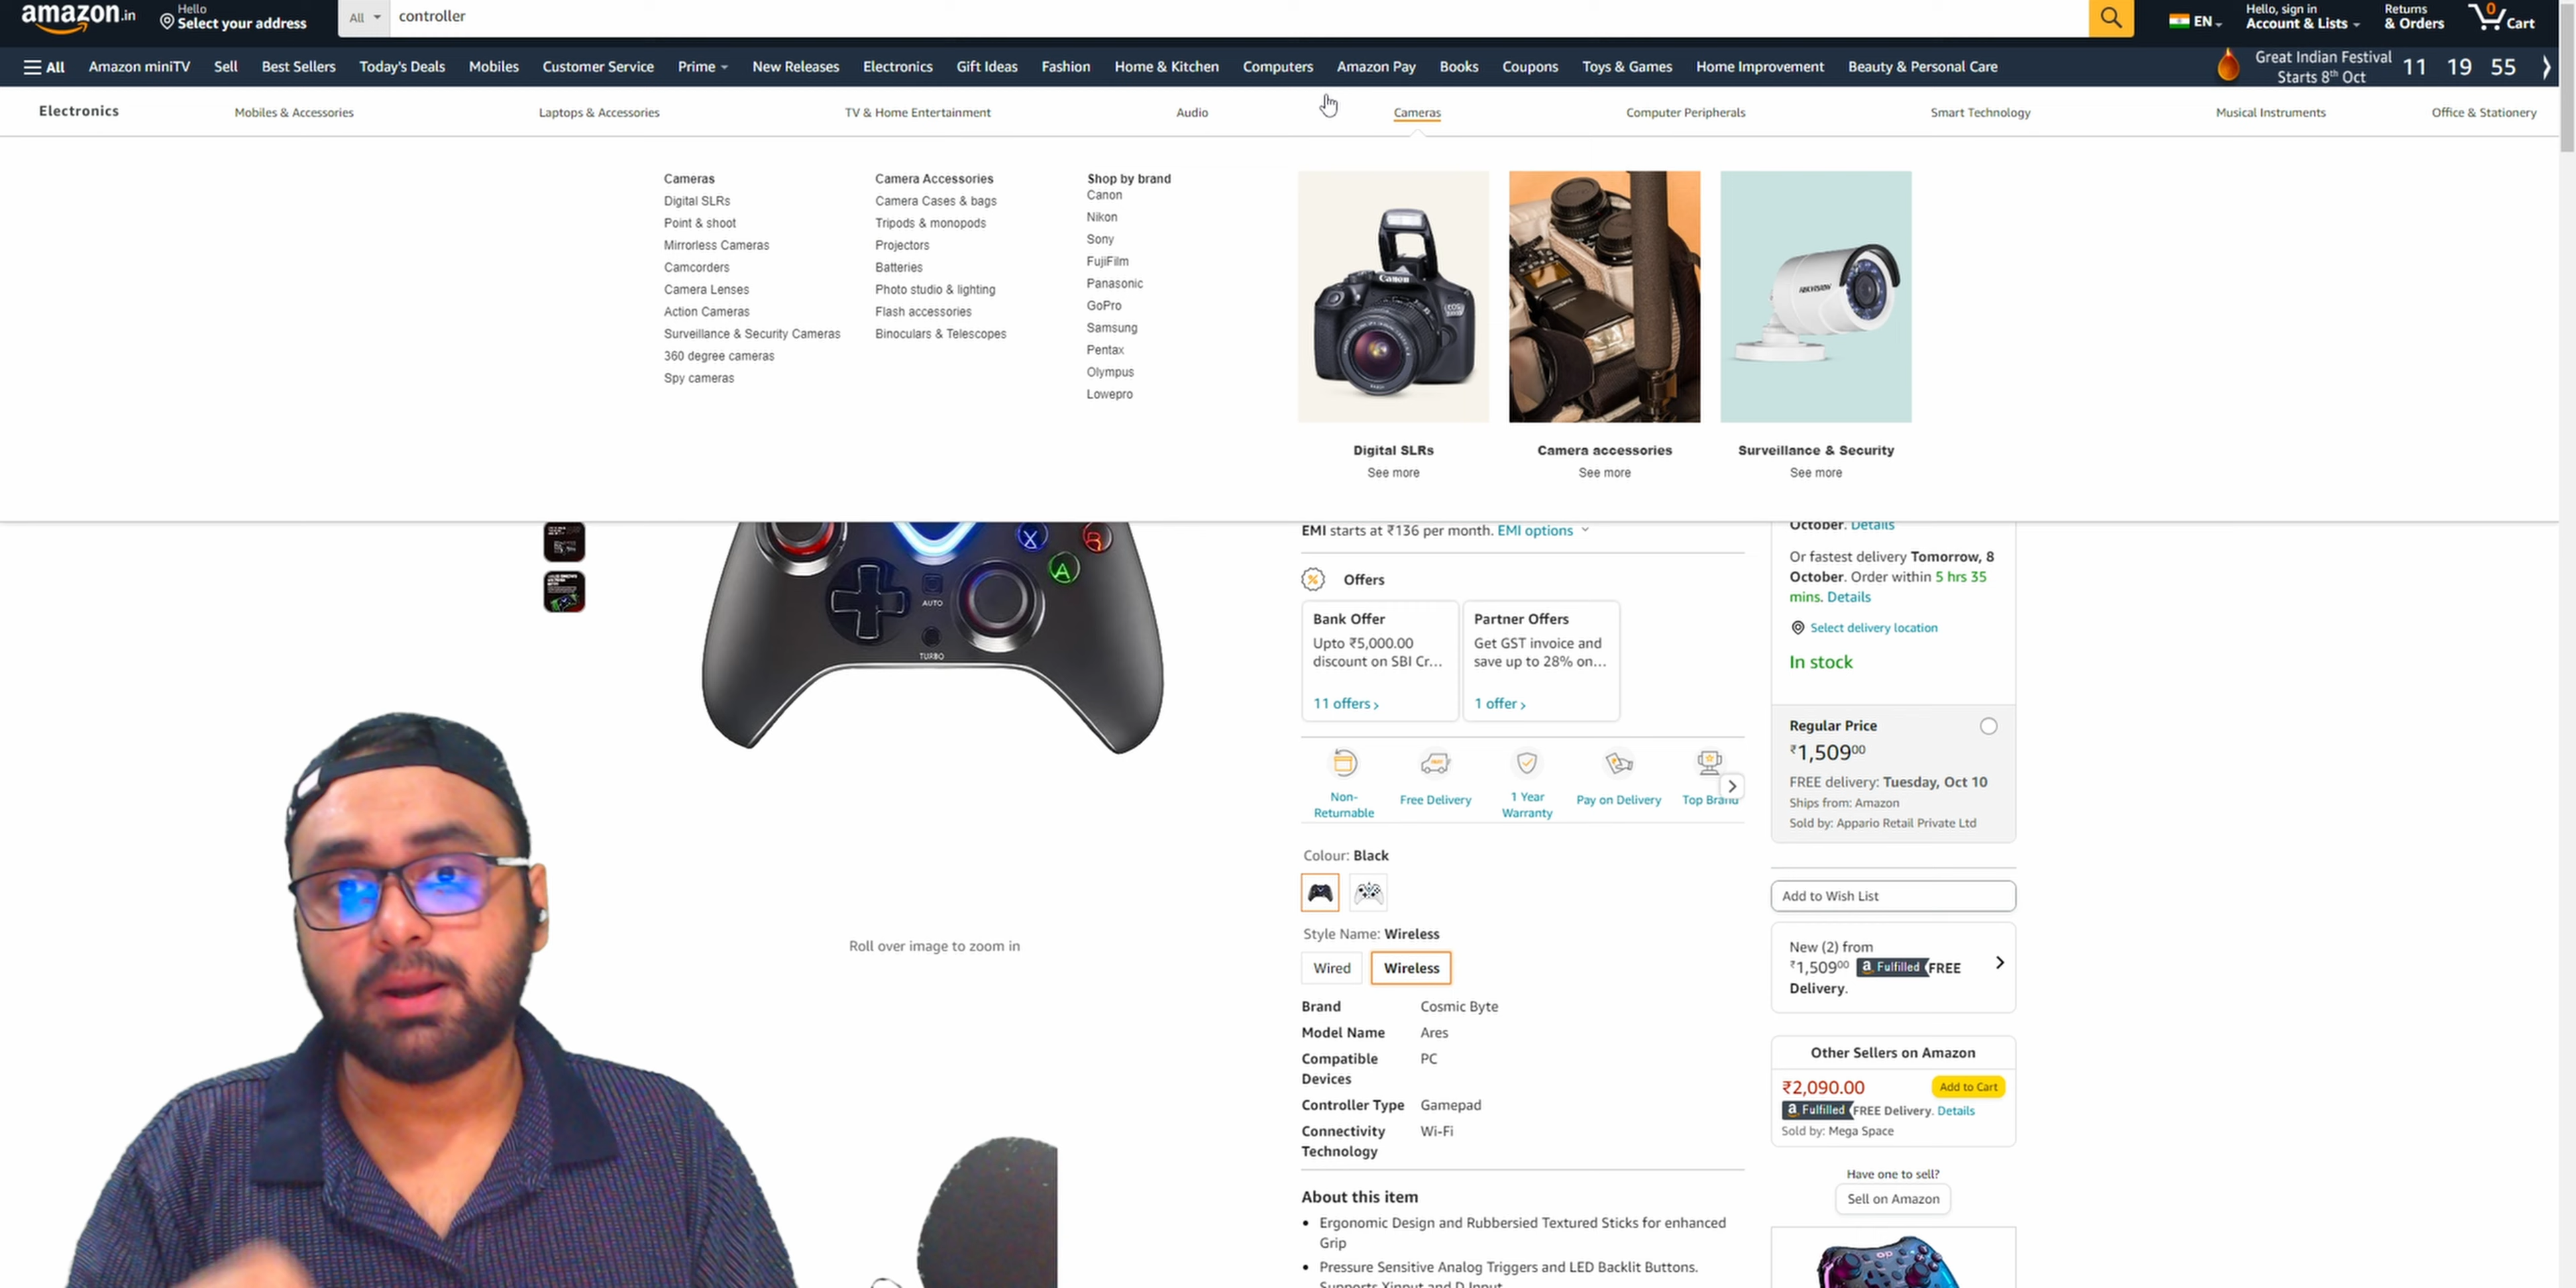 amazon.in
Hello
Select your address
All
controller
EN
Hello, sign in
Account & Lists
Returns
& Orders
0
Cart
All
Amazon miniTV
Sell
Best Sellers
Today's Deals
Mobiles
Customer Service
Prime
New Releases
Electronics
Gift Ideas
Fashion
Home & Kitchen
Computers
Amazon Pay
Books
Coupons
Toys & Games
Home Improvement
Beauty & Personal Care
Great Indian Festival
Starts 8th Oct
11 19 55
Electronics
Mobiles & Accessories
Laptops & Accessories
TV & Home Entertainment
Audio
Cameras
Computer Peripherals
Smart Technology
Musical Instruments
Office & Stationery
Cameras
Digital SLRs
Point & shoot
Mirrorless Cameras
Camcorders
Camera Lenses
Action Cameras
Surveillance & Security Cameras
360 degree cameras
Spy cameras
Camera Accessories
Camera Cases & bags
Tripods & monopods
Projectors
Batteries
Photo studio & lighting
Flash accessories
Binoculars & Telescopes
Shop by brand
Canon
Nikon
Sony
FujiFilm
Panasonic
GoPro
Samsung
Pentax
Olympus
Lowepro
Canon
HIKVISION
Digital SLRs
See more
Camera accessories
See more
Surveillance & Security
See more
X
B
A
AUTO
TURBO
Roll over image to zoom in
EMI starts at ₹136 per month. EMI options
Offers
Bank Offer
Upto ₹5,000.00
discount on SBI Cr...
11 offers ›
Partner Offers
Get GST invoice and
save up to 28% on...
1 offer ›
Non-
Returnable
Free Delivery
1 Year
Warranty
Pay on Delivery
Top Brand
Colour: Black
Style Name: Wireless
Wired
Wireless
Brand Cosmic Byte
Model Name Ares
Compatible PC
Devices
Controller Type Gamepad
Connectivity Wi-Fi
Technology
About this item
• Ergonomic Design and Rubbersied Textured Sticks for enhanced
Grip
• Pressure Sensitive Analog Triggers and LED Backlit Buttons.
Supports Xinput and D Input
October. Details
Or fastest delivery Tomorrow, 8
October. Order within 5 hrs 35
mins. Details
Select delivery location
In stock
Regular Price
₹1,50900
FREE delivery: Tuesday, Oct 10
Ships from: Amazon
Sold by: Appario Retail Private Ltd
Add to Wish List
New (2) from
₹1,50900 a Fulfilled FREE
Delivery.
Other Sellers on Amazon
₹2,090.00
Add to Cart
a Fulfilled FREE Delivery. Details
Sold by: Mega Space
Have one to sell?
Sell on Amazon